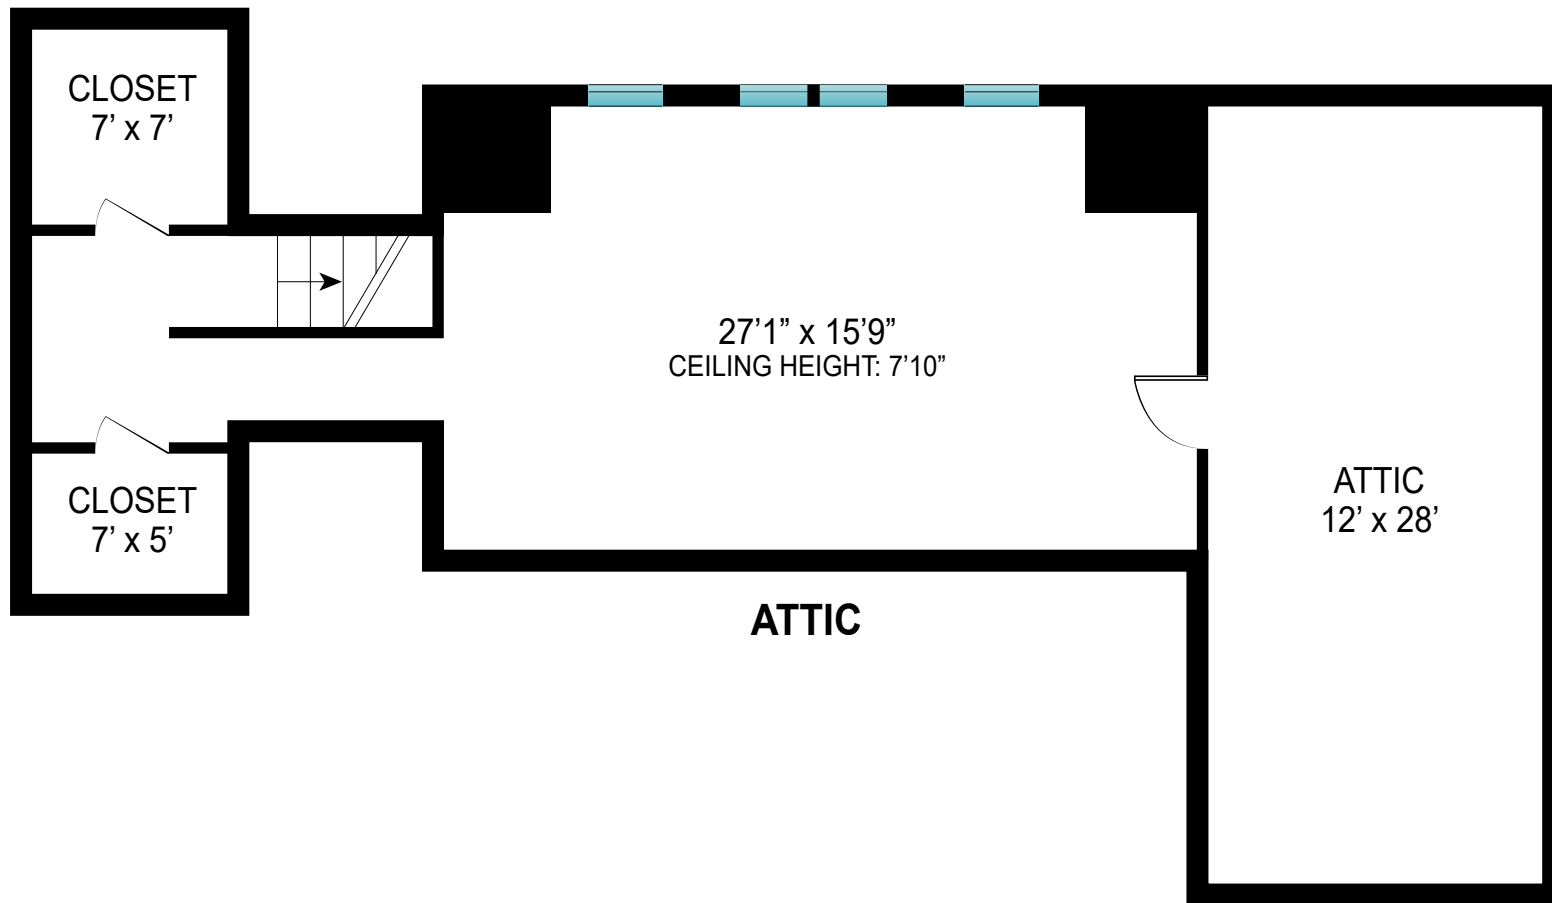 CLOSET
7’ x 7’
27’1” x 15’9”
CEILING HEIGHT: 7’10”
CLOSET
7’ x 5’
ATTIC
12’ x 28’
ATTIC